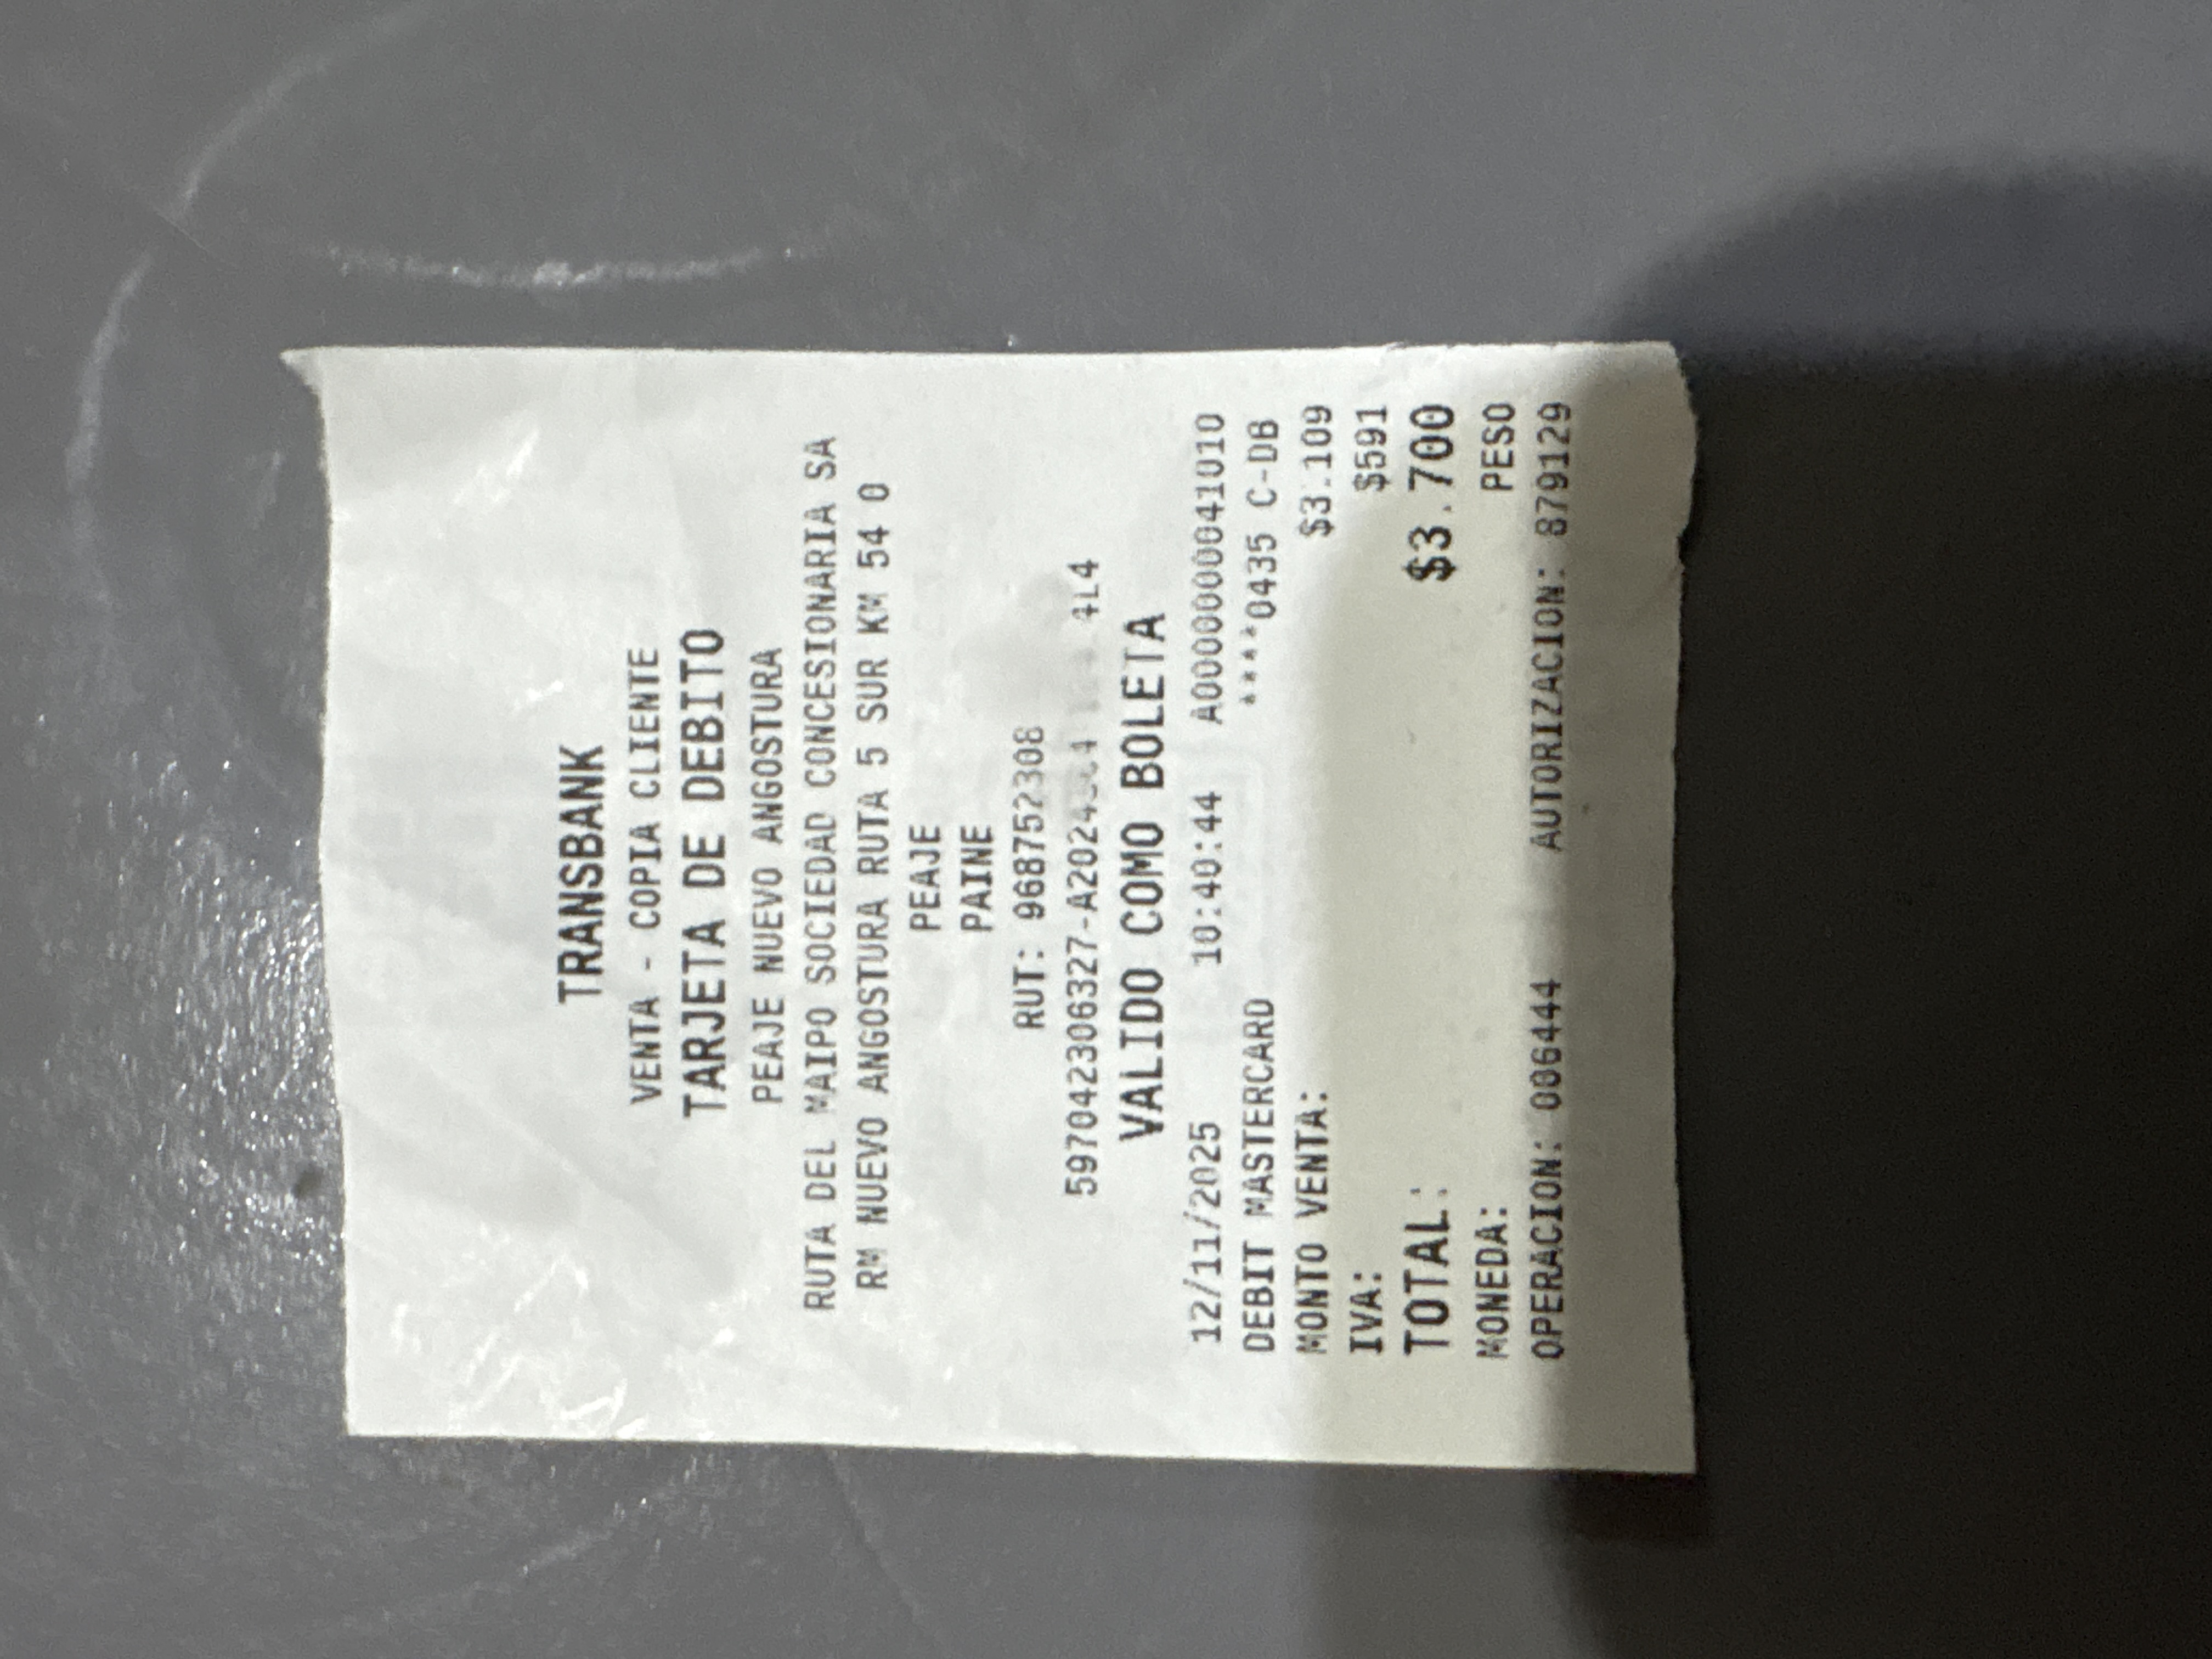 TRANSBANK
VENTA - COPIA CLIENTE
TARJETA DE DEBITO
PEAJE NUEVO ANGOSTURA
RUTA DEL MAIPO SOCIEDAD CONCESIONARIA SA
RM NUEVO ANGOSTURA RUTA 5 SUR KM 54 0
PEAJE
PAINE
RUT: 968752308
VALIDO COMO BOLETA
12/11/2025 10:40:44 A0000000041010
DEBIT MASTERCARD ****0435 C-DB
MONTO VENTA: $3.109
IVA: $591
TOTAL: $3.700
MONEDA: PESO
OPERACION: 006444 AUTORIZACION: 879129